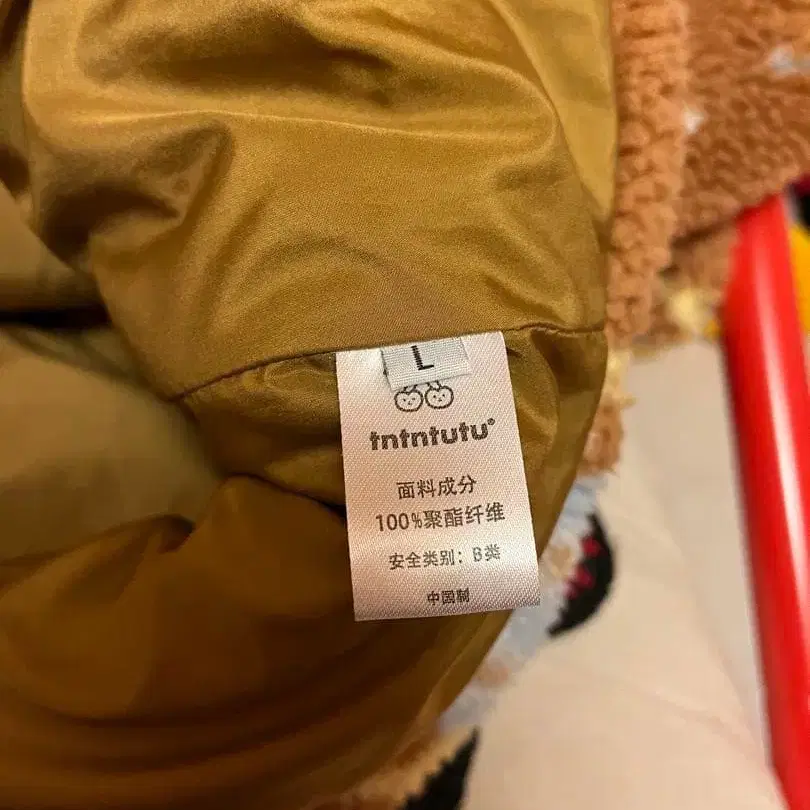 L
tntntutu®
面料成分
100%聚酯纤维
安全类别：B类
中国制